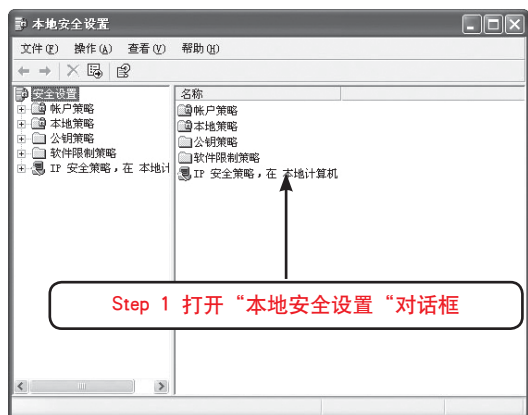 本地安全设置
文件(F) 操作(A) 查看(V) 帮助(H)
安全设置
帐户策略
本地策略
公钥策略
软件限制策略
IP 安全策略，在 本地计
名称
帐户策略
本地策略
公钥策略
软件限制策略
IP 安全策略，在 本地计算机
Step 1 打开“本地安全设置“对话框